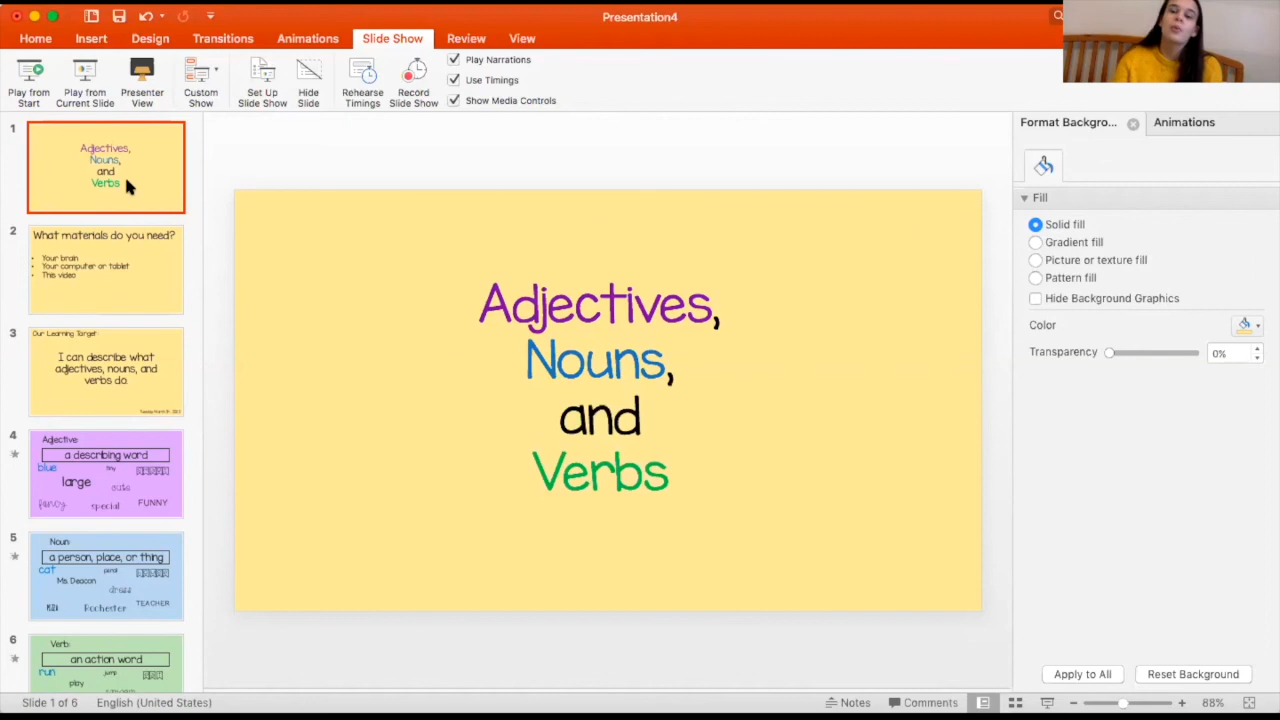 Presentation4
Home Insert Design Transitions Animations Slide Show Review View
Play from Start
Play from Current Slide
Presenter View
Custom Show
Set Up Slide Show
Hide Slide
Rehearse Timings
Record Slide Show
Play Narrations
Use Timings
Show Media Controls
1
Adjectives,
Nouns,
and
Verbs
2
What materials do you need?
• Your brain
• Your computer or tablet
• This video
3
Our Learning Target:
I can describe what
adjectives, nouns, and
verbs do.
4
Adjective:
a describing word
blue tiny
large cute
fancy special FUNNY
5
Noun:
a person, place, or thing
cat pencil
Ms. Deacon
dress
Rochester TEACHER
6
Verb:
an action word
run jump
play
Adjectives,
Nouns,
and
Verbs
Format Backgro... Animations
Fill
Solid fill
Gradient fill
Picture or texture fill
Pattern fill
Hide Background Graphics
Color
Transparency 0%
Apply to All Reset Background
Slide 1 of 6 English (United States) Notes Comments 88%